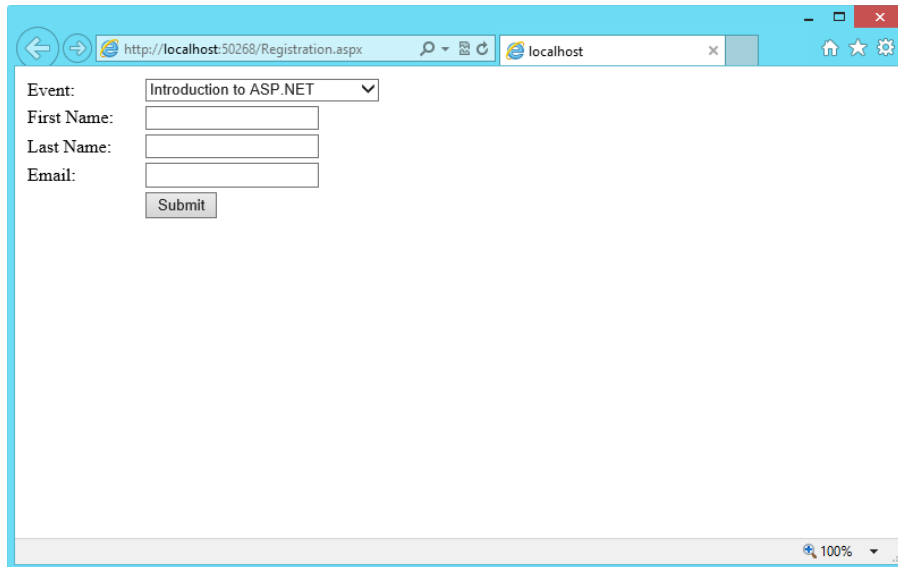 http://localhost:50268/Registration.aspx
localhost
Event:
Introduction to ASP.NET
First Name:
Last Name:
Email:
Submit
100%